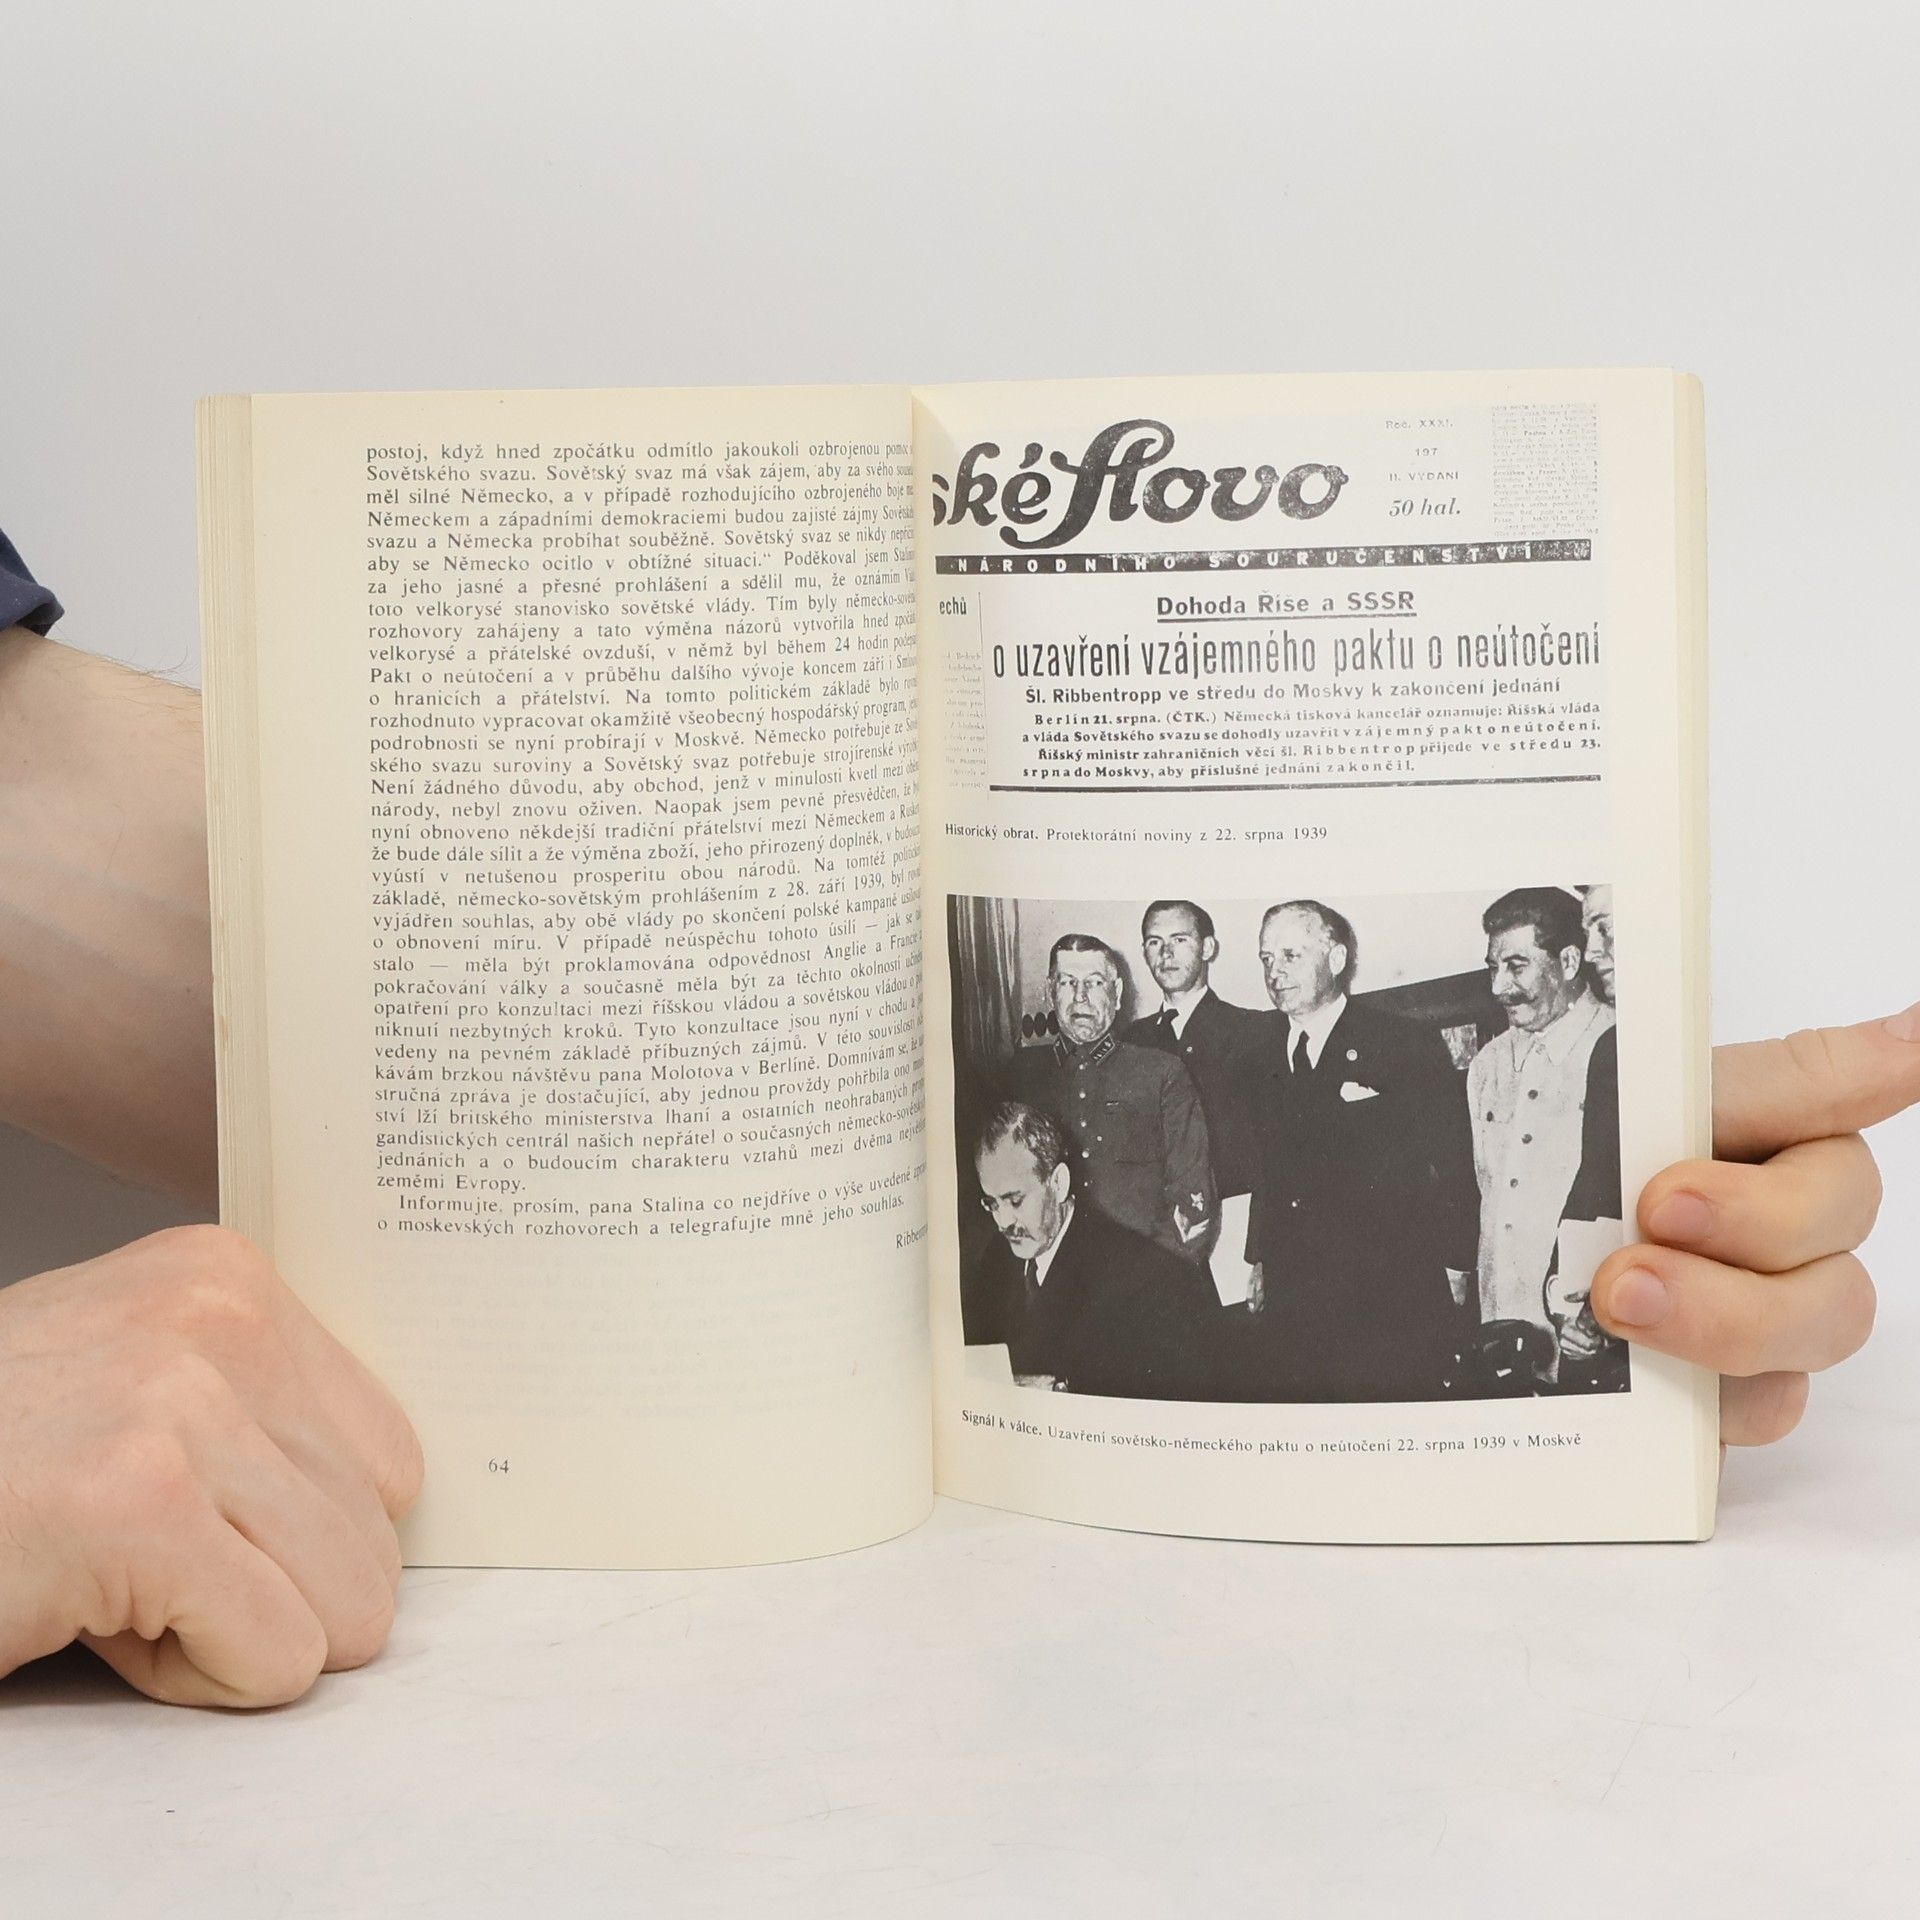 postoj, když hned zpočátku odmítlo jakoukoli ozbrojenou pomoc
Sovětského svazu. Sovětský svaz má však zájem, aby za svého
měl silné Německo, a v případě rozhodujícího ozbrojeného boje
Německem a západními demokraciemi budou zajisté zájmy
svazu a Německa probíhat souběžně. Sovětský svaz se nikdy
aby se Německo ocitlo v obtížné situaci.“ Poděkoval jsem
za jeho jasné a přesné prohlášení a sdělil mu, že oznámím
toto velkorysé stanovisko sovětské vlády. Tím byly
rozhovory zahájeny a tato výměna názorů vytvořila hned
velkorysé a přátelské ovzduší, v němž byl během 24 hodin
Pakt o neútočení a v průběhu dalšího vývoje koncem září i
o hranicích a přátelství. Na tomto politickém základě bylo
rozhodnuto vypracovat okamžitě všeobecný hospodářský program,
podrobnosti se nyní probírají v Moskvě. Německo potřebuje ze
ského svazu suroviny a Sovětský svaz potřebuje strojírenské
Není žádného důvodu, aby obchod, jenž v minulosti kvetl mezi
národy, nebyl znovu oživen. Naopak jsem pevně přesvědčen, že
nyní obnoveno někdejší tradiční přátelství mezi Německem a
že bude dále sílit a že výměna zboží, jeho přirozený doplněk, v
vyústí v netušenou prosperitu obou národů. Na tomtéž
základě, německo-sovětským prohlášením z 28. září 1939, byl
vyjádřen souhlas, aby obě vlády po skončení polské kampaně
o obnovení míru. V případě neúspěchu tohoto úsilí — jak se
stalo — měla být proklamována odpovědnost Anglie a Francie
pokračování války a současně měla být za těchto okolností
opatření pro konzultaci mezi říšskou vládou a sovětskou vládou o
niknutí nezbytných kroků. Tyto konzultace jsou nyní v chodu a
vedeny na pevném základě příbuzných zájmů. V této souvislosti
kávám brzkou návštěvu pana Molotova v Berlíně. Domnívám se, že
stručná zpráva je dostačující, aby jednou provždy pohřbila ono
ství lží britského ministerstva lhaní a ostatních neohrabaných
gandistických centrál našich nepřátel o současných
jednáních a o budoucím charakteru vztahů mezi dvěma
zeměmi Evropy.
Informujte, prosím, pana Stalina co nejdříve o výše uvedené
o moskevských rozhovorech a telegrafujte mně jeho souhlas.
64
ské Slovo
Roč. XXXI.
197
II. VYDÁNÍ
50 hal.
NÁRODNÍHO SOURUČENSTVÍ
echů
Dohoda Říše a SSSR
o uzavření vzájemného paktu o neútočení
Šl. Ribbentropp ve středu do Moskvy k zakončení jednání
Berlín 21. srpna. (ČTK.) Německá tisková kancelář oznamuje: Říšská vláda
a vláda Sovětského svazu se dohodly uzavřít vzájemný pakt o neútočení.
Říšský ministr zahraničních věcí šl. Ribbentrop přijede ve středu 23.
srpna do Moskvy, aby příslušné jednání zakončil.
Historický obrat. Protektorátní noviny z 22. srpna 1939
Signál k válce. Uzavření sovětsko-německého paktu o neútočení 22. srpna 1939 v Moskvě